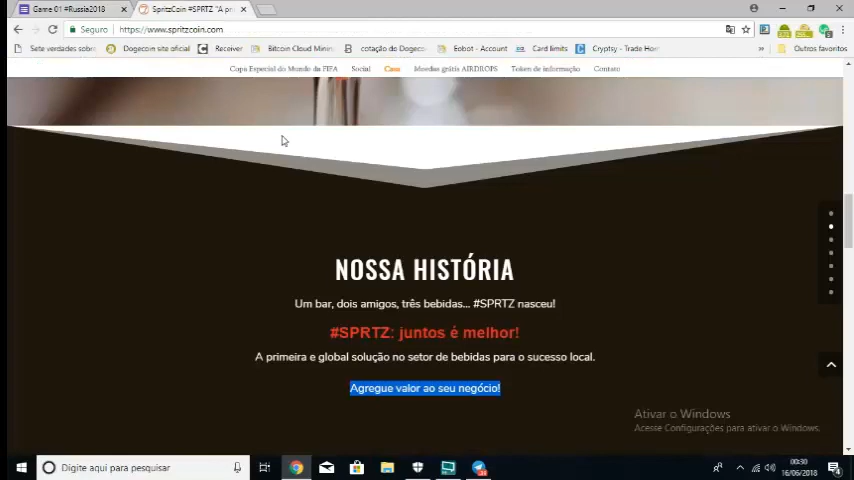 Game 01 #Russia2018
SpritzCoin #SPRTZ "A pri
Seguro
https://www.spritzcoin.com
Sete verdades sobre
Dogecoin site oficial
Receiver
Bitcoin Cloud Mining
cotação do Dogeco
Eobot - Account
Card limits
Cryptsy - Trade Hom
»
Outros favoritos
Copa Especial do Mundo da FIFA
Social
Casa
Moedas grátis AIRDROPS
Token de informação
Contato
NOSSA HISTÓRIA
Um bar, dois amigos, três bebidas... #SPRTZ nasceu!
#SPRTZ: juntos é melhor!
A primeira e global solução no setor de bebidas para o sucesso local.
Agregue valor ao seu negócio!
Ativar o Windows
Acesse Configurações para ativar o Windows.
Digite aqui para pesquisar
00:30
16/06/2018